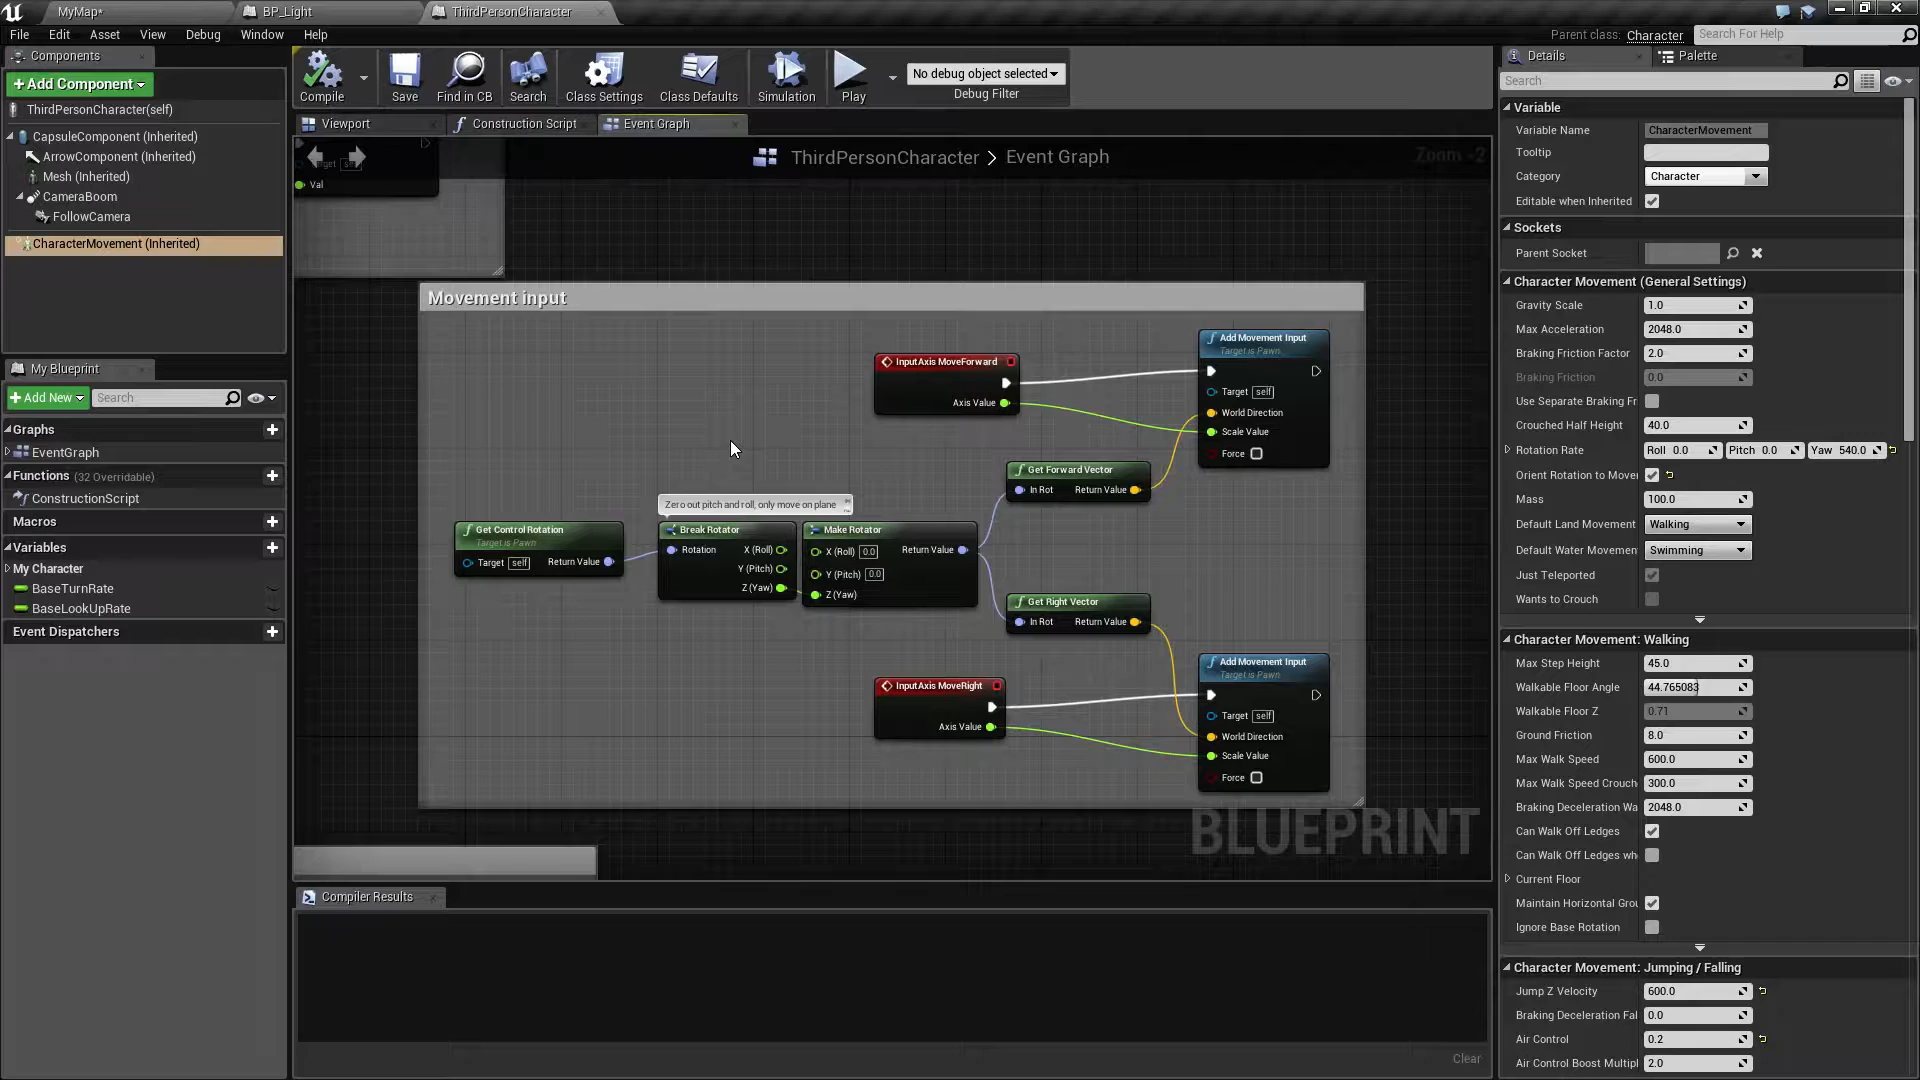 MyMap*
BP_Light
ThirdPersonCharacter
File Edit Asset View Debug Window Help
Parent class: Character
Search For Help
Components
+Add Component
ThirdPersonCharacter(self)
CapsuleComponent (Inherited)
ArrowComponent (Inherited)
Mesh (Inherited)
CameraBoom
FollowCamera
CharacterMovement (Inherited)
My Blueprint
+Add New
Search
Graphs
EventGraph
Functions (32 Overridable)
ConstructionScript
Macros
Variables
My Character
BaseTurnRate
BaseLookUpRate
Event Dispatchers
Compile
Save
Find in CB
Search
Class Settings
Class Defaults
Simulation
Play
No debug object selected
Debug Filter
Viewport
Construction Script
Event Graph
ThirdPersonCharacter > Event Graph
Zoom -2
Val
Movement input
InputAxis MoveForward
Axis Value
Add Movement Input
Target is Pawn
Target self
World Direction
Scale Value
Force
Get Forward Vector
In Rot Return Value
Zero out pitch and roll, only move on plane
Get Control Rotation
Target is Pawn
Target self Return Value
Break Rotator
Rotation X (Roll)
Y (Pitch)
Z (Yaw)
Make Rotator
X (Roll) 0.0 Return Value
Y (Pitch) 0.0
Z (Yaw)
Get Right Vector
In Rot Return Value
InputAxis MoveRight
Axis Value
Add Movement Input
Target is Pawn
Target self
World Direction
Scale Value
Force
BLUEPRINT
Compiler Results
Clear
Details
Palette
Search
Variable
Variable Name CharacterMovement
Tooltip
Category Character
Editable when Inherited
Sockets
Parent Socket
Character Movement (General Settings)
Gravity Scale 1.0
Max Acceleration 2048.0
Braking Friction Factor 2.0
Braking Friction 0.0
Use Separate Braking Fr
Crouched Half Height 40.0
Rotation Rate Roll 0.0 Pitch 0.0 Yaw 540.0
Orient Rotation to Mover
Mass 100.0
Default Land Movement Walking
Default Water Movemen Swimming
Just Teleported
Wants to Crouch
Character Movement: Walking
Max Step Height 45.0
Walkable Floor Angle 44.765083
Walkable Floor Z 0.71
Ground Friction 8.0
Max Walk Speed 600.0
Max Walk Speed Crouch 300.0
Braking Deceleration Wa 2048.0
Can Walk Off Ledges
Can Walk Off Ledges wh
Current Floor
Maintain Horizontal Grou
Ignore Base Rotation
Character Movement: Jumping / Falling
Jump Z Velocity 600.0
Braking Deceleration Fal 0.0
Air Control 0.2
Air Control Boost Multipl 2.0